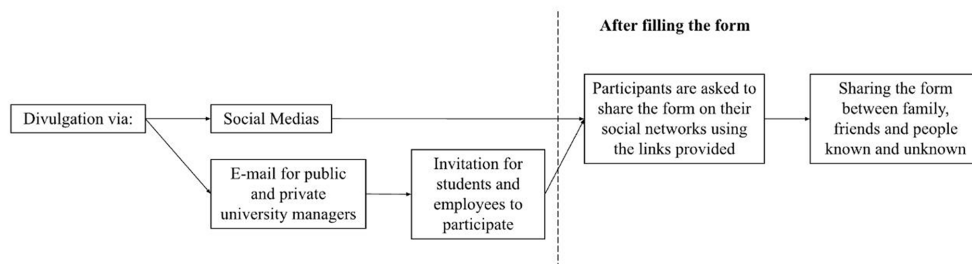 After filling the form
Divulgation via:
Social Medias
E-mail for public
and private
university managers
Invitation for
students and
employees to
participate
Participants are asked to
share the form on their
social networks using
the links provided
Sharing the form
between family,
friends and people
known and unknown